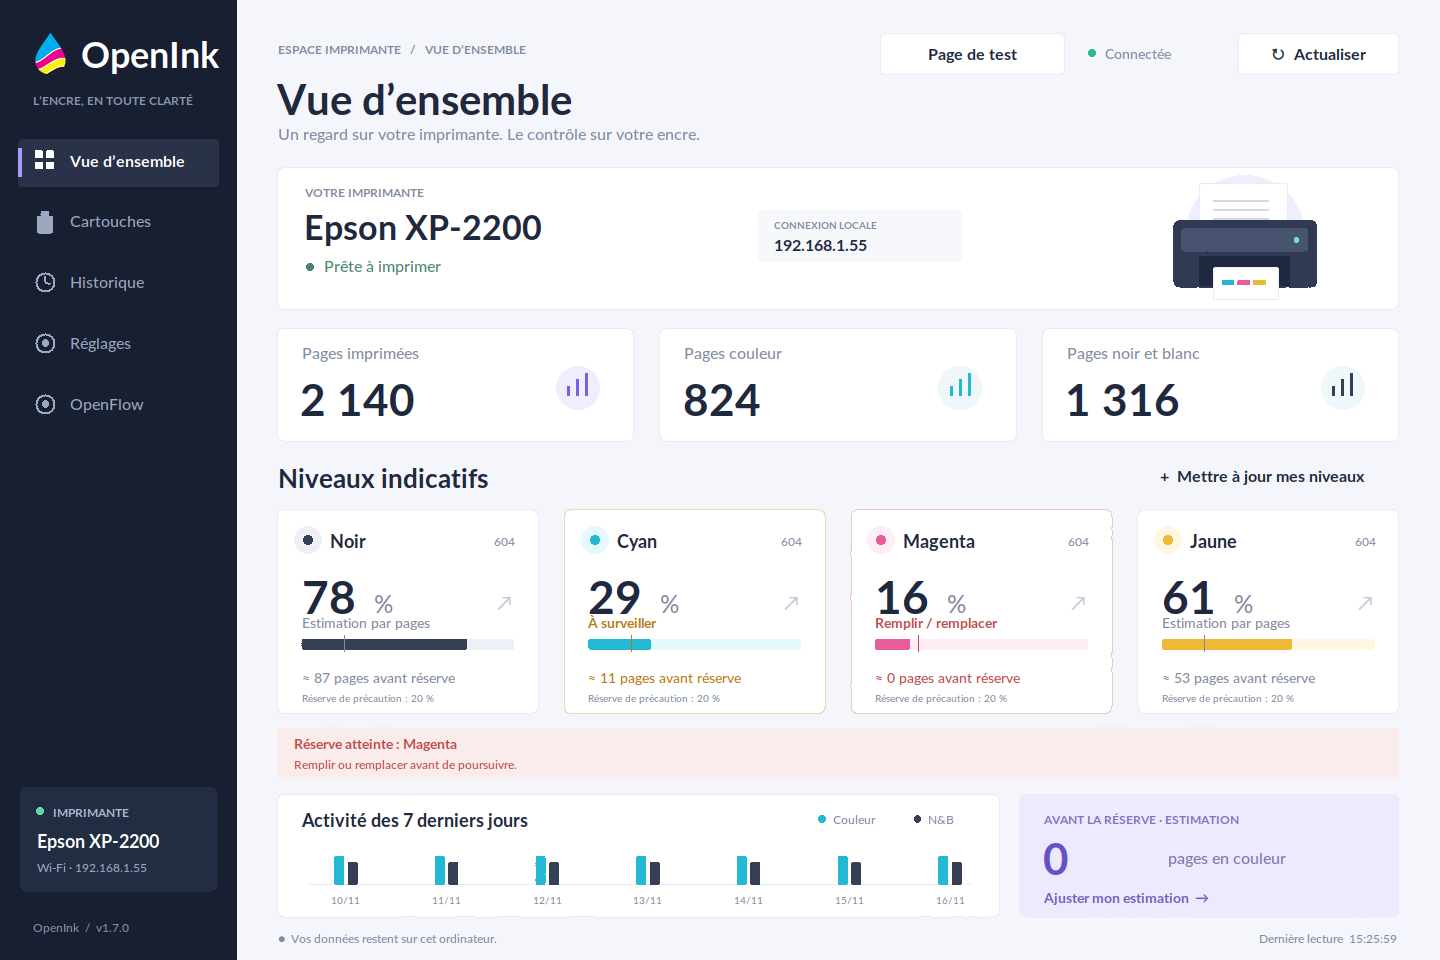 OpenInk
L’ENCRE, EN TOUTE CLARTÉ
Vue d’ensemble
Cartouches
Historique
Réglages
OpenFlow
IMPRIMANTE
Epson XP-2200
Wi-Fi · 192.168.1.55
OpenInk / v1.7.0
ESPACE IMPRIMANTE / VUE D’ENSEMBLE
Page de test
Connectée
↻ Actualiser
Vue d’ensemble
Un regard sur votre imprimante. Le contrôle sur votre encre.
VOTRE IMPRIMANTE
Epson XP-2200
Prête à imprimer
CONNEXION LOCALE
192.168.1.55
Pages imprimées
2 140
Pages couleur
824
Pages noir et blanc
1 316
Niveaux indicatifs
+ Mettre à jour mes niveaux
Noir 604
78 %
Estimation par pages
≈ 87 pages avant réserve
Réserve de précaution : 20 %
Cyan 604
29 %
À surveiller
≈ 11 pages avant réserve
Réserve de précaution : 20 %
Magenta 604
16 %
Remplir / remplacer
≈ 0 pages avant réserve
Réserve de précaution : 20 %
Jaune 604
61 %
Estimation par pages
≈ 53 pages avant réserve
Réserve de précaution : 20 %
Réserve atteinte : Magenta
Remplir ou remplacer avant de poursuivre.
Activité des 7 derniers jours
Couleur
N&B
10/11 11/11 12/11 13/11 14/11 15/11 16/11
AVANT LA RÉSERVE · ESTIMATION
0 pages en couleur
Ajuster mon estimation →
Vos données restent sur cet ordinateur.
Dernière lecture 15:25:59